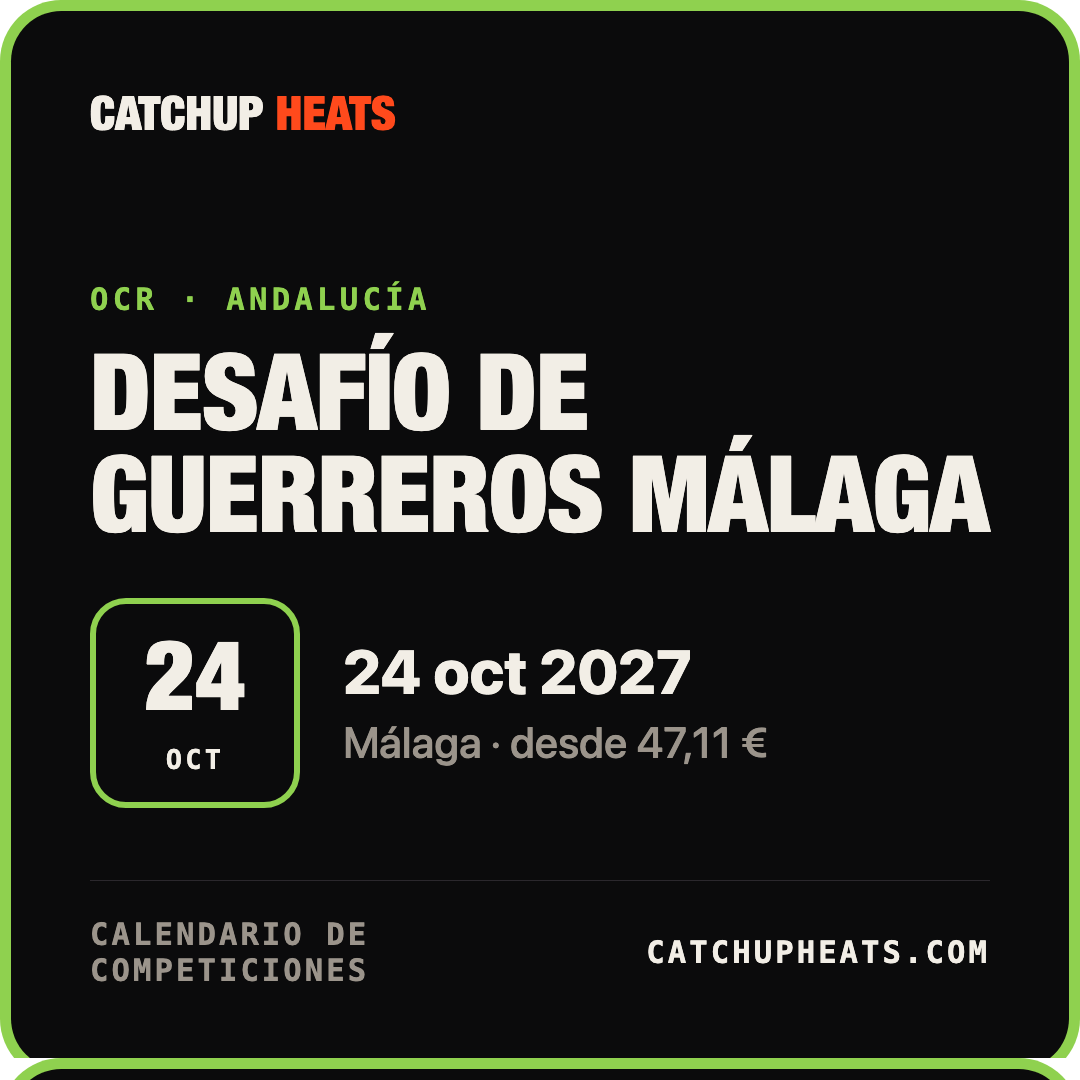 CATCHUP HEATS
OCR · ANDALUCÍA
DESAFÍO DE
GUERREROS MÁLAGA
24
OCT
24 oct 2027
Málaga · desde 47,11 €
CALENDARIO DE
COMPETICIONES
CATCHUPHEATS.COM